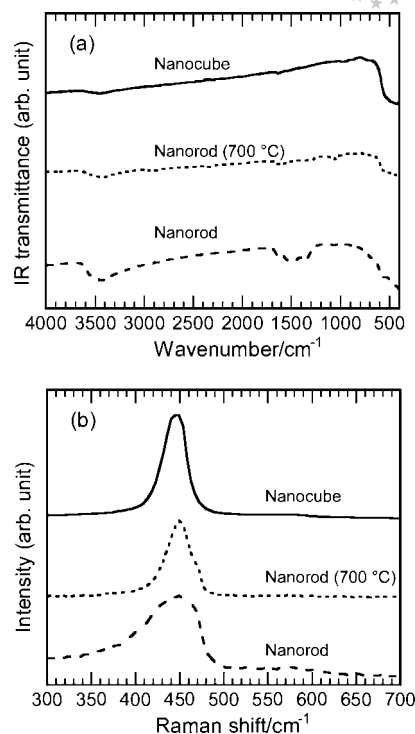 (a)
Nanocube
Nanorod (700 °C)
Nanorod
IR transmittance (arb. unit)
4000 3500 3000 2500 2000 1500 1000 500
Wavenumber/cm⁻¹
(b)
Nanocube
Nanorod (700 °C)
Nanorod
Intensity (arb. unit)
300 350 400 450 500 550 600 650 700
Raman shift/cm⁻¹